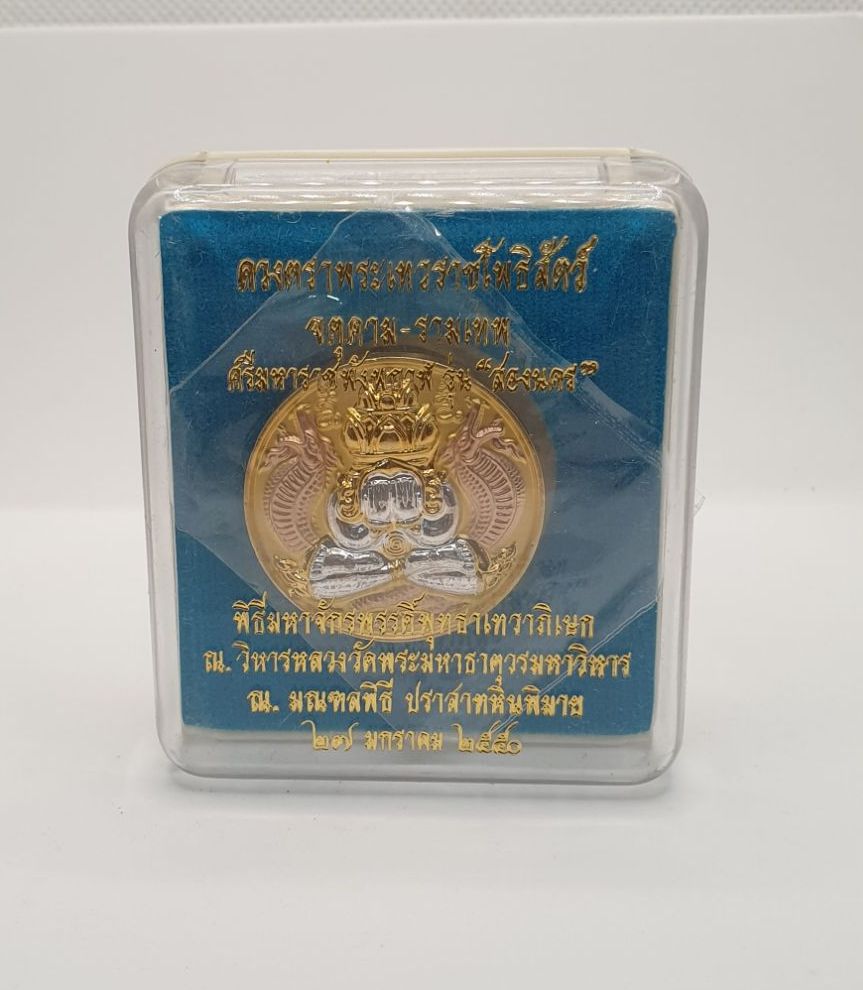 ดวงตราพระเทวราชโพธิสัตว์
จตุคาม-รามเทพ
ศรีมหาราชพังพกาฬ รุ่น "สองนคร"
พิธีมหาจักรพรรดิ์พุทธาเทวาภิเษก
ณ. วิหารหลวงวัดพระมหาธาตุวรมหาวิหาร
ณ. มณฑลพิธี ปราสาทหินพิมาย
๒๗ มกราคม ๒๕๕๐